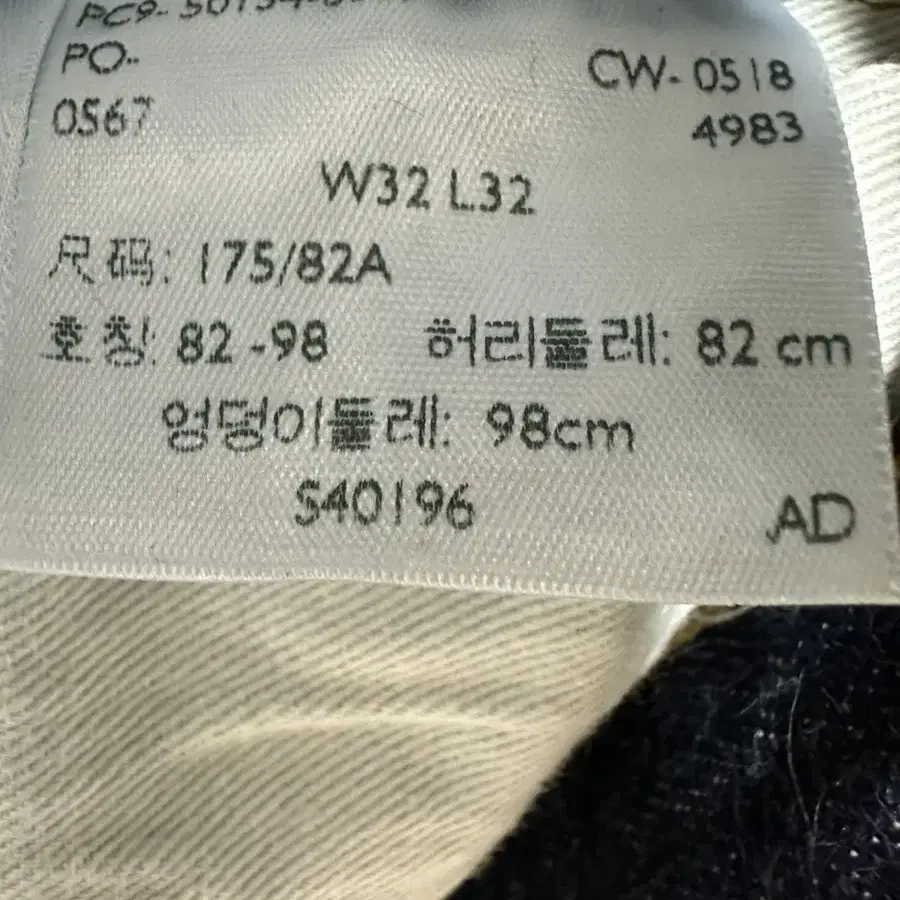 PO-
CW-0518
0567
4983
W32 L32
尺码: 175/82A
호칭: 82 -98 허리둘레: 82 cm
엉덩이둘레: 98cm
S40196
AD